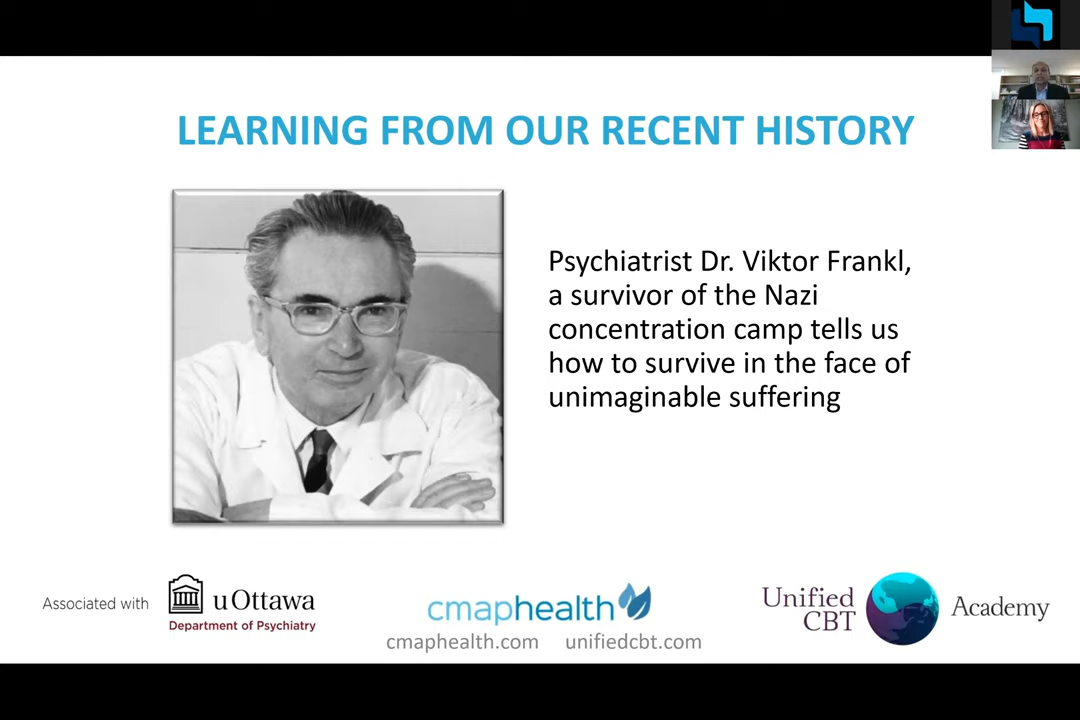 LEARNING FROM OUR RECENT HISTORY
Psychiatrist Dr. Viktor Frankl,
a survivor of the Nazi
concentration camp tells us
how to survive in the face of
unimaginable suffering
Associated with
uOttawa
Department of Psychiatry
cmaphealth
cmaphealth.com unifiedcbt.com
Unified
CBT
Academy